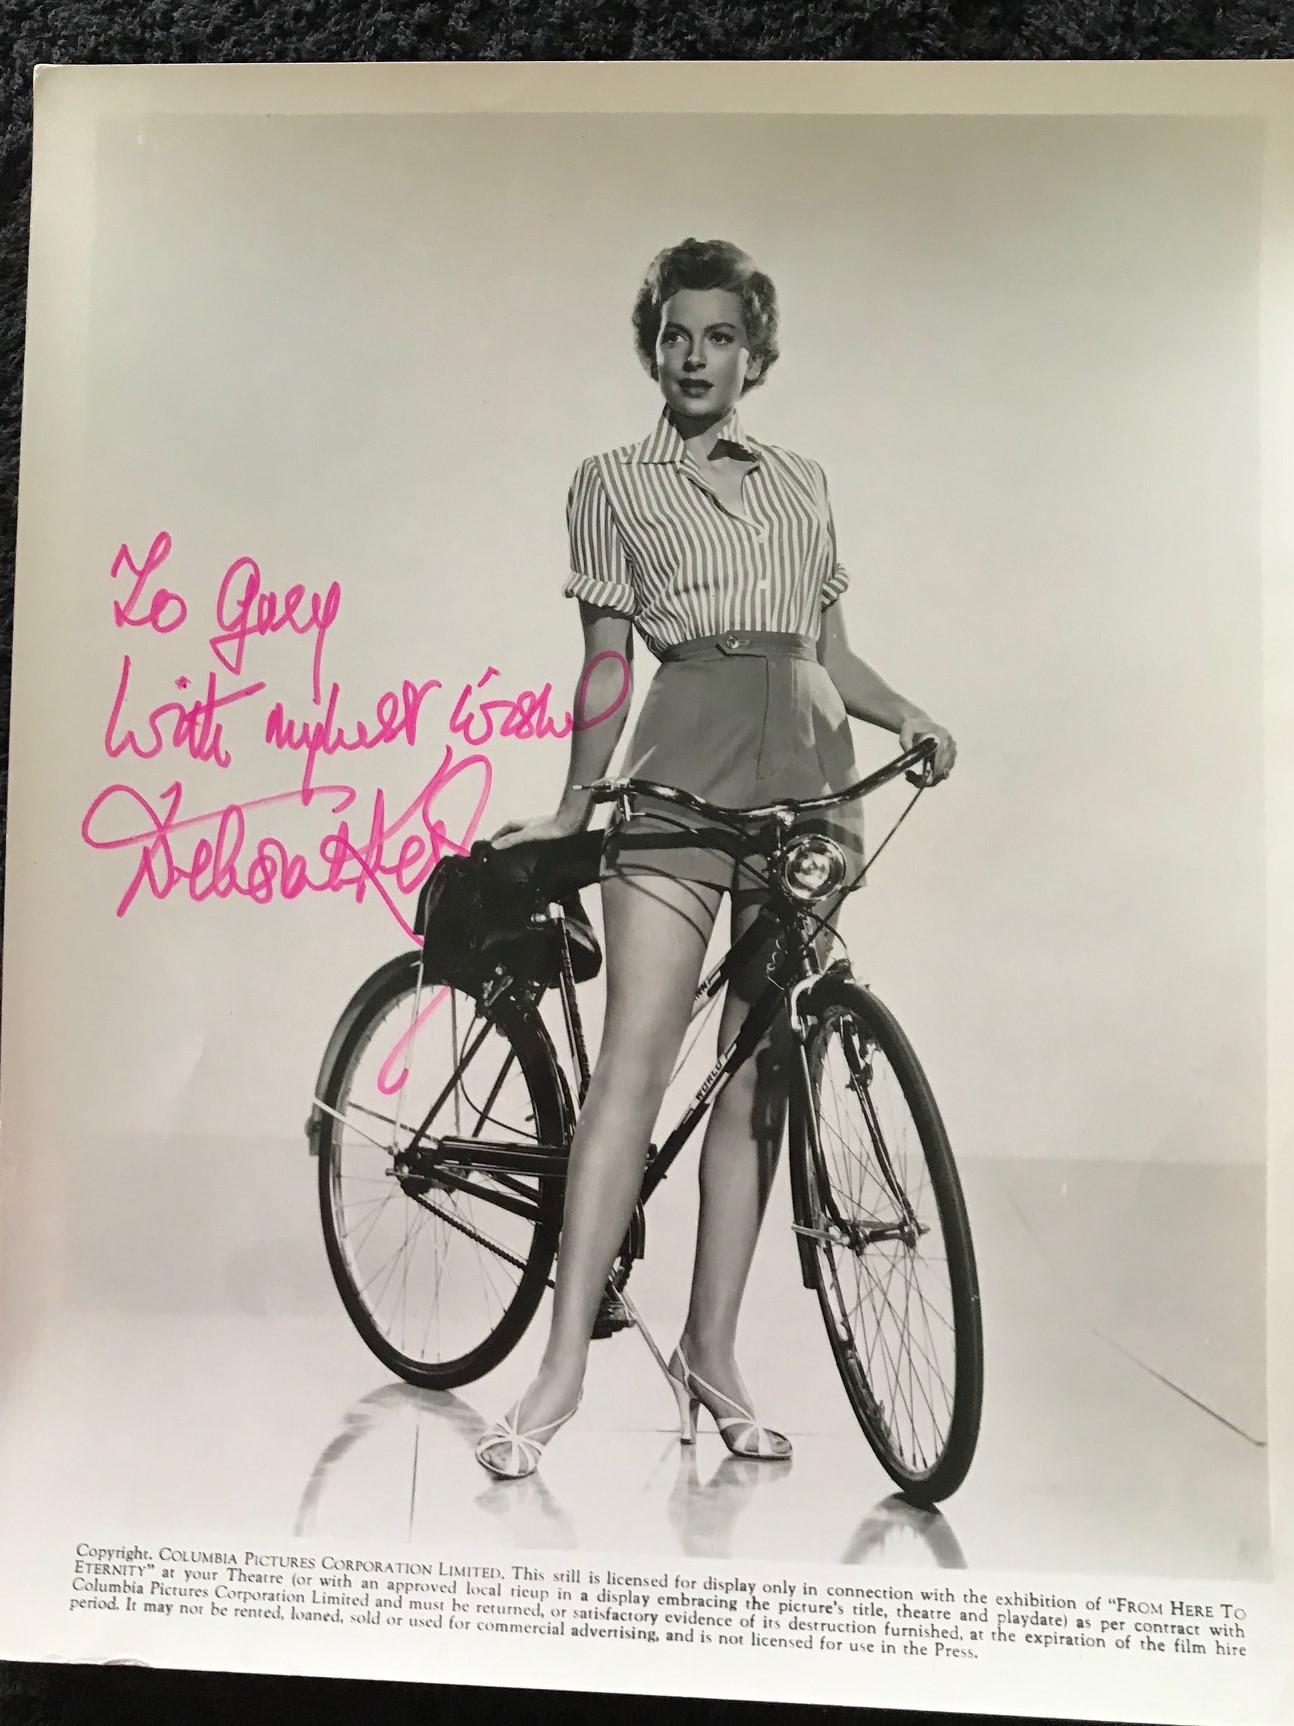 To Gary
With highest Wishes
Deborah Kerr
WORLD
Copyright. COLUMBIA PICTURES CORPORATION LIMITED. This still is licensed for display only in connection with the exhibition of "FROM HERE TO
ETERNITY" at your Theatre (or with an approved local tieup in a display embracing the picture's title, theatre and playdate) as per contract with
Columbia Pictures Corporation Limited and must be returned, or satisfactory evidence of its destruction furnished, at the expiration of the film hire
period. It may not be rented, loaned, sold or used for commercial advertising, and is not licensed for use in the Press.